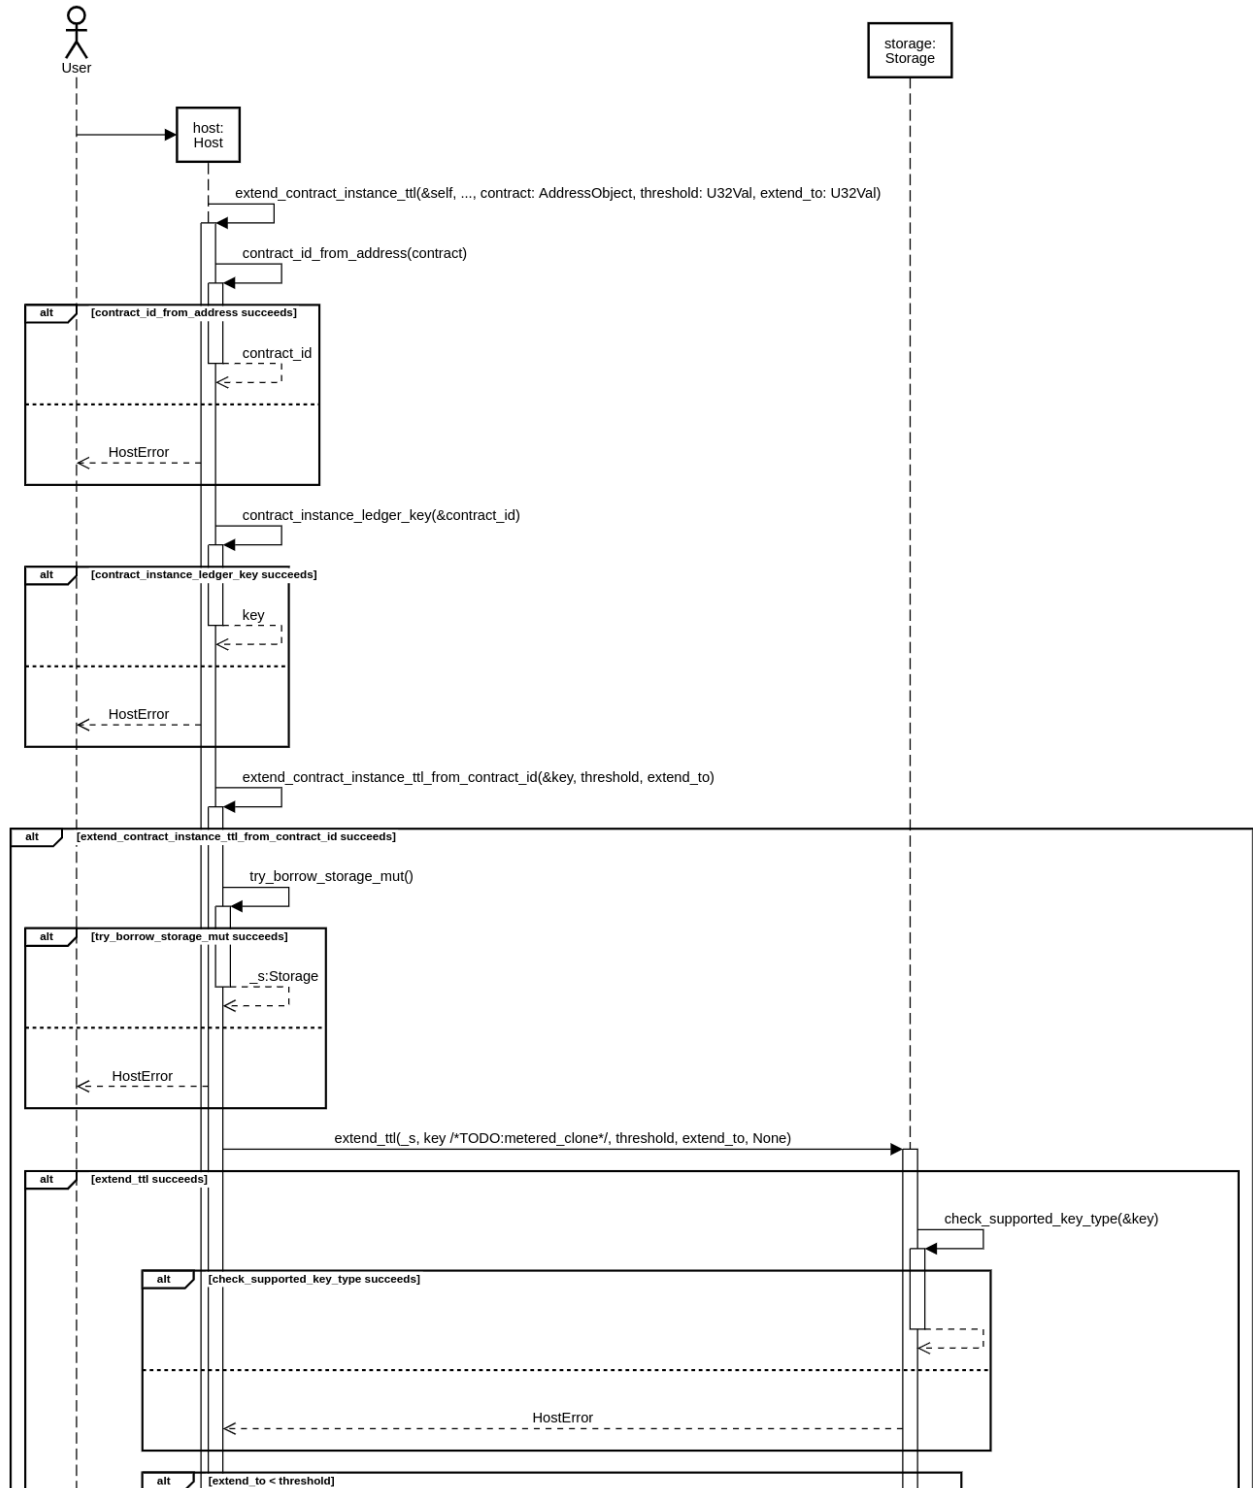 User
storage:
Storage
host:
Host
extend_contract_instance_ttl(&self, ..., contract: AddressObject, threshold: U32Val, extend_to: U32Val)
contract_id_from_address(contract)
alt
[contract_id_from_address succeeds]
contract_id
HostError
contract_instance_ledger_key(&contract_id)
alt
[contract_instance_ledger_key succeeds]
key
HostError
extend_contract_instance_ttl_from_contract_id(&key, threshold, extend_to)
alt
[extend_contract_instance_ttl_from_contract_id succeeds]
try_borrow_storage_mut()
alt
[try_borrow_storage_mut succeeds]
_s:Storage
HostError
extend_ttl(_s, key /*TODO:metered_clone*/, threshold, extend_to, None)
alt
[extend_ttl succeeds]
check_supported_key_type(&key)
alt
[check_supported_key_type succeeds]
HostError
alt
[extend_to < threshold]